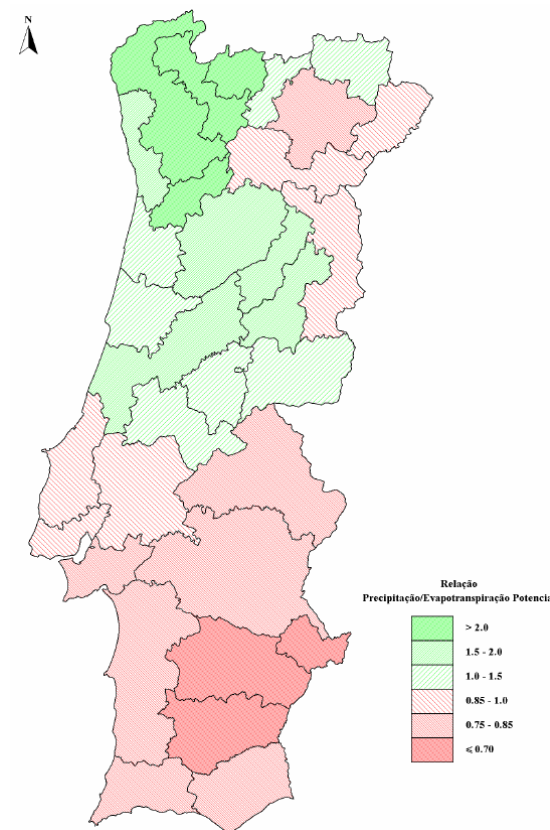 N
Relação
Precipitação/Evapotranspiração Potencia
> 2.0
1.5 - 2.0
1.0 - 1.5
0.85 - 1.0
0.75 - 0.85
≤ 0.70